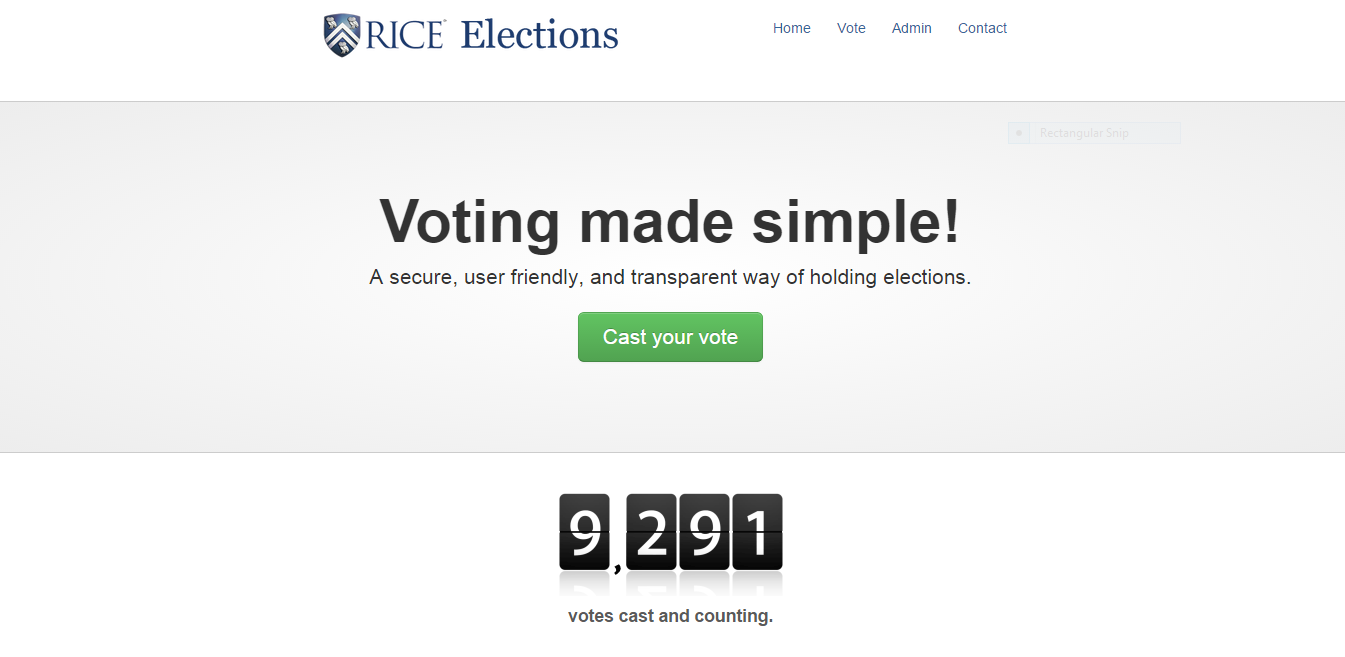 RICE® Elections
Home Vote Admin Contact
Rectangular Snip
Voting made simple!
A secure, user friendly, and transparent way of holding elections.
Cast your vote
9,291
votes cast and counting.